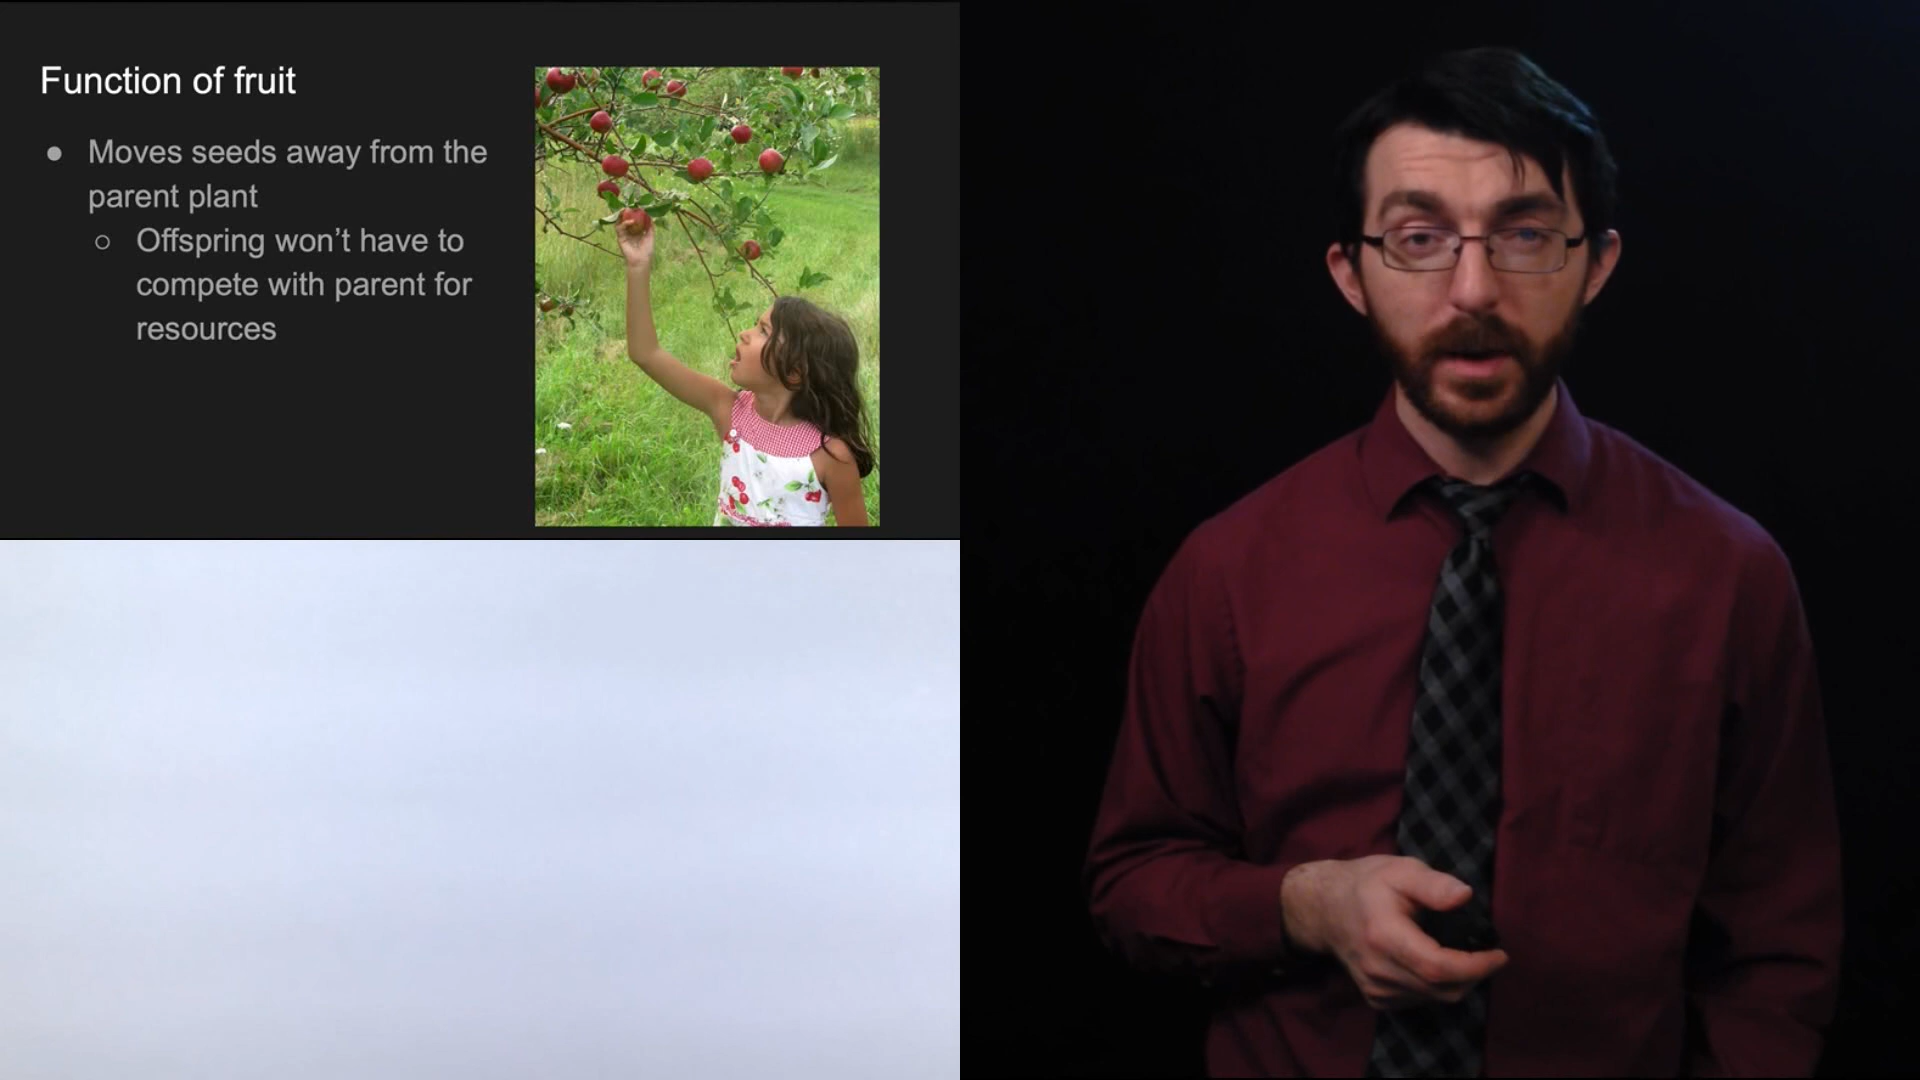 Function of fruit
● Moves seeds away from the
parent plant
○ Offspring won’t have to
compete with parent for
resources